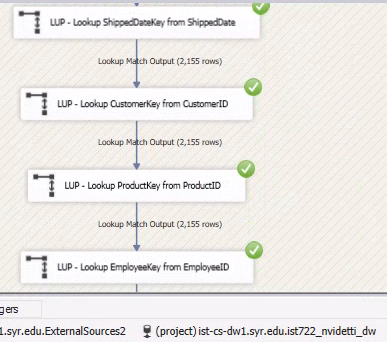 LUP - Lookup ShippedDateKey from ShippedDate
Lookup Match Output (2,155 rows)
LUP - Lookup CustomerKey from CustomerID
Lookup Match Output (2,155 rows)
LUP - Lookup ProductKey from ProductID
Lookup Match Output (2,155 rows)
LUP - Lookup EmployeeKey from EmployeeID
gers
1.syr.edu.ExternalSources2 (project) ist-cs-dw1.syr.edu.ist722_nvidetti_dw